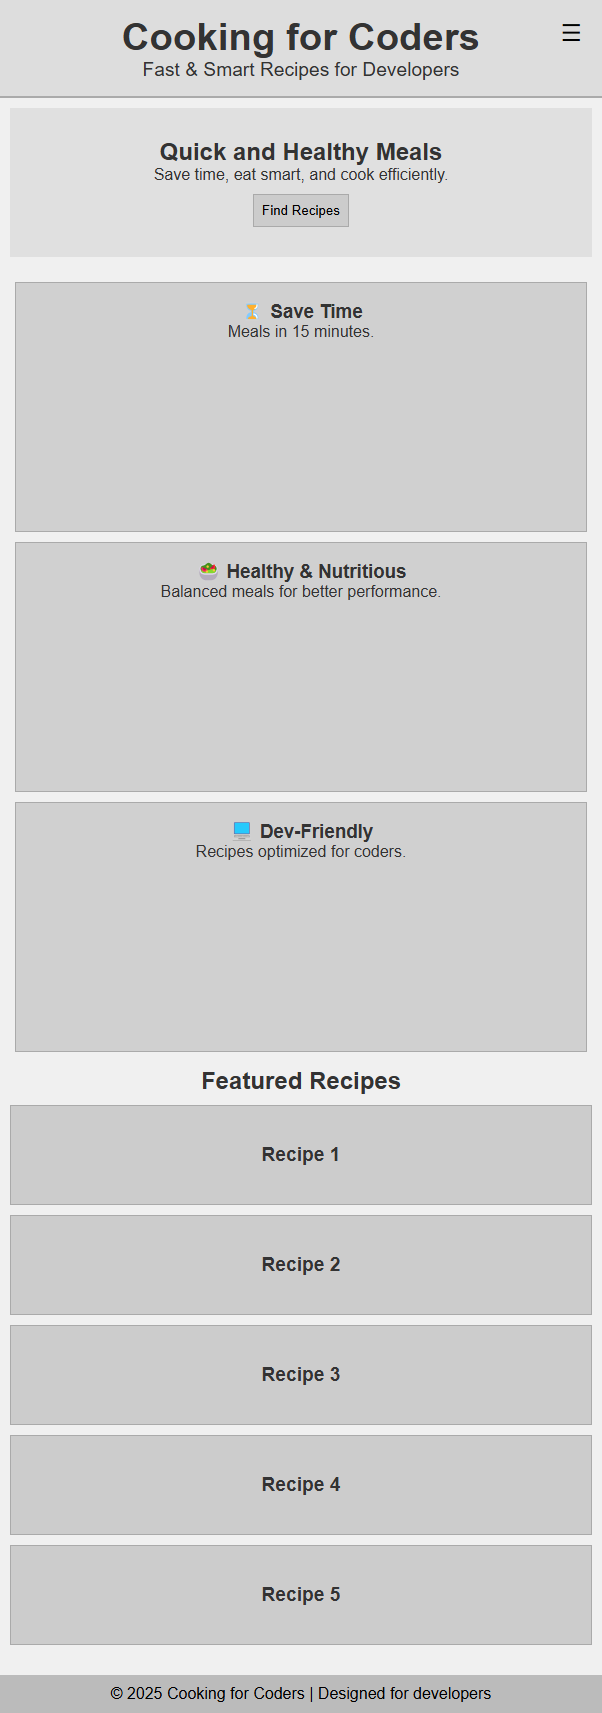 Cooking for Coders
☰
Fast & Smart Recipes for Developers
Quick and Healthy Meals
Save time, eat smart, and cook efficiently.
Find Recipes
⏳ Save Time
Meals in 15 minutes.
🥗 Healthy & Nutritious
Balanced meals for better performance.
🖥️ Dev-Friendly
Recipes optimized for coders.
Featured Recipes
Recipe 1
Recipe 2
Recipe 3
Recipe 4
Recipe 5
© 2025 Cooking for Coders | Designed for developers